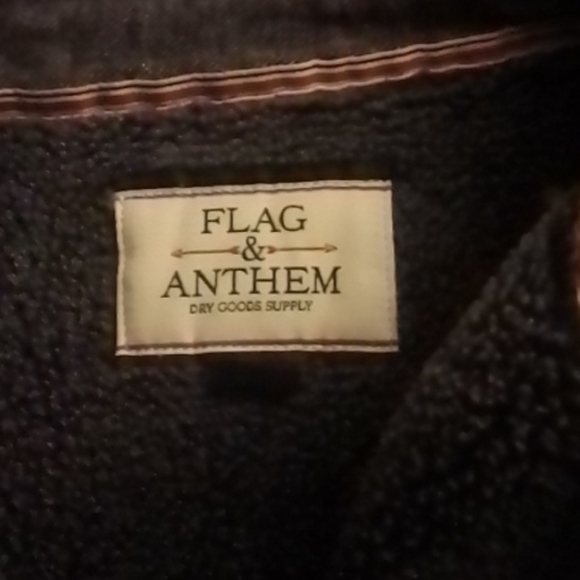 FLAG
&
ANTHEM
DRY GOODS SUPPLY